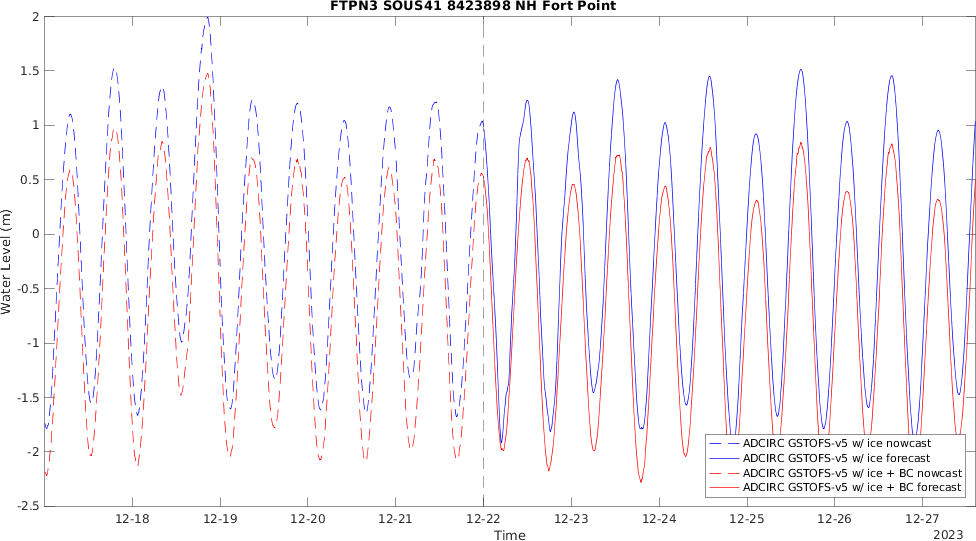 FTPN3 SOUS41 8423898 NH Fort Point
2
1.5
1
0.5
0
-0.5
-1
-1.5
-2
-2.5
Water Level (m)
ADCIRC GSTOFS-v5 w/ ice nowcast
ADCIRC GSTOFS-v5 w/ ice forecast
ADCIRC GSTOFS-v5 w/ ice + BC nowcast
ADCIRC GSTOFS-v5 w/ ice + BC forecast
12-18 12-19 12-20 12-21 12-22 12-23 12-24 12-25 12-26 12-27
Time
2023